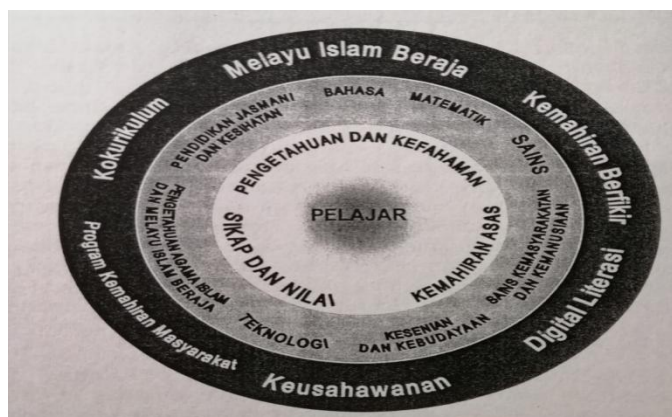 Melayu Islam Beraja
Kemahiran Berfikir
Digital Literasi
Keusahawanan
Program Kemahiran Masyarakat
Kokurikulum
BAHASA
MATEMATIK
SAINS
SAINS KEMASYARAKATAN
DAN KEMANUSIAAN
KESENIAN
DAN KEBUDAYAAN
TEKNOLOGI
PENGETAHUAN AGAMA ISLAM
DAN MELAYU ISLAM BERAJA
PENDIDIKAN JASMANI
DAN KESIHATAN
PENGETAHUAN DAN KEFAHAMAN
KEMAHIRAN ASAS
SIKAP DAN NILAI
PELAJAR